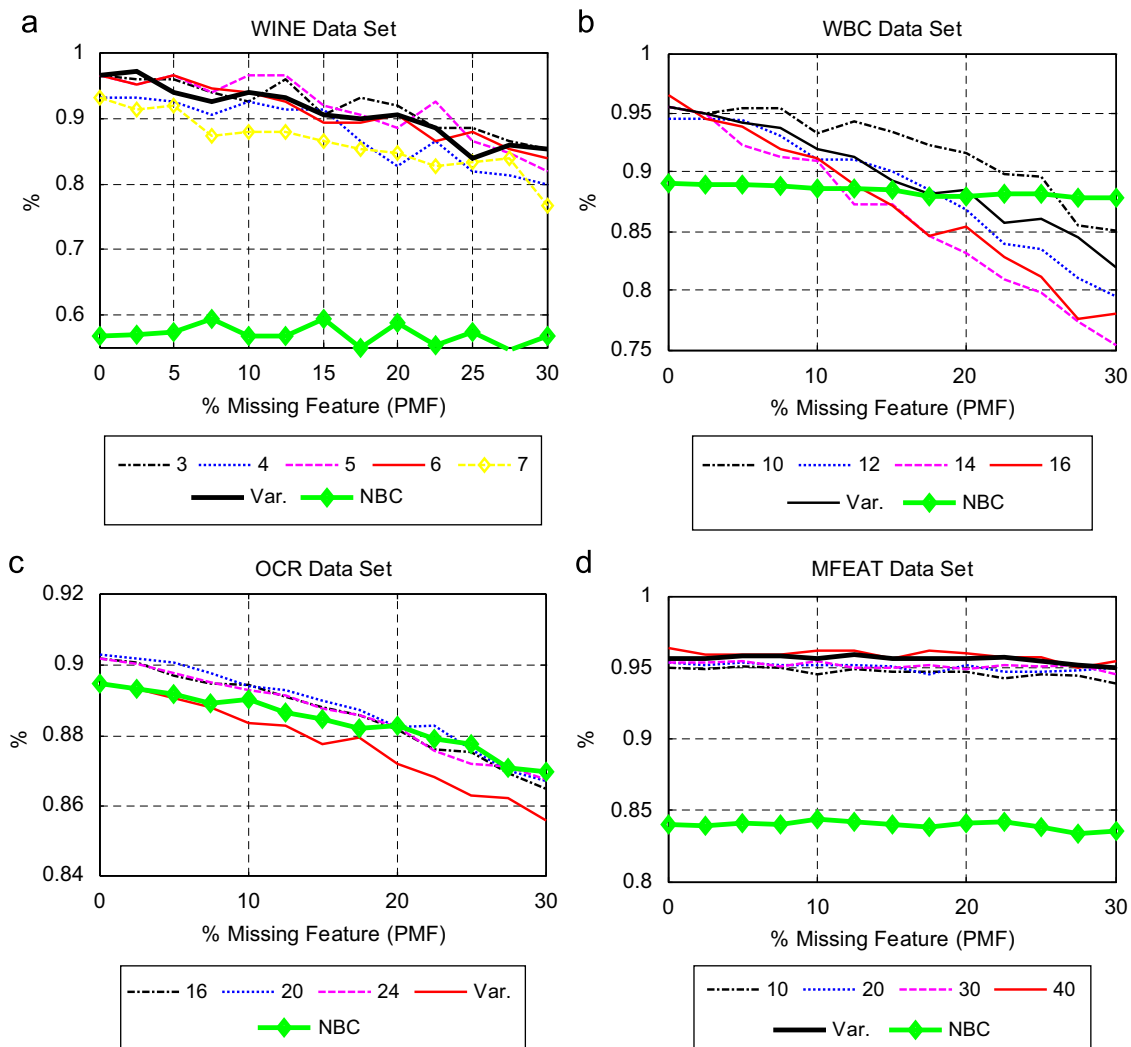 a
WINE Data Set
1
0.9
0.8
0.7
0.6
%
0 5 10 15 20 25 30
% Missing Feature (PMF)
3 4 5 6 7
Var. NBC
b
WBC Data Set
1
0.95
0.9
0.85
0.8
0.75
%
0 10 20 30
% Missing Feature (PMF)
10 12 14 16
Var. NBC
c
OCR Data Set
0.92
0.9
0.88
0.86
0.84
%
0 10 20 30
% Missing Feature (PMF)
16 20 24 Var.
NBC
d
MFEAT Data Set
1
0.95
0.9
0.85
0.8
%
0 10 20 30
% Missing Feature (PMF)
10 20 30 40
Var. NBC